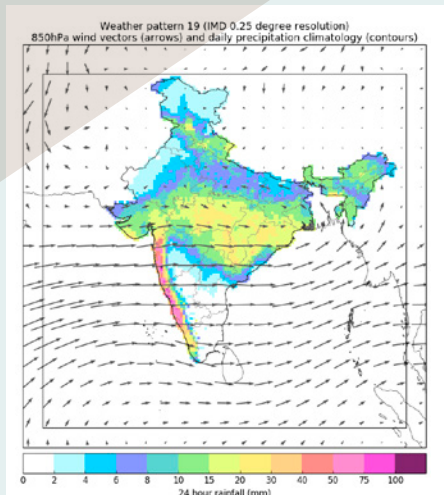 Weather pattern 19 (IMD 0.25 degree resolution)
850hPa wind vectors (arrows) and daily precipitation climatology (contours)
0 2 4 6 8 10 15 20 30 40 50 75 100
24 hour rainfall (mm)